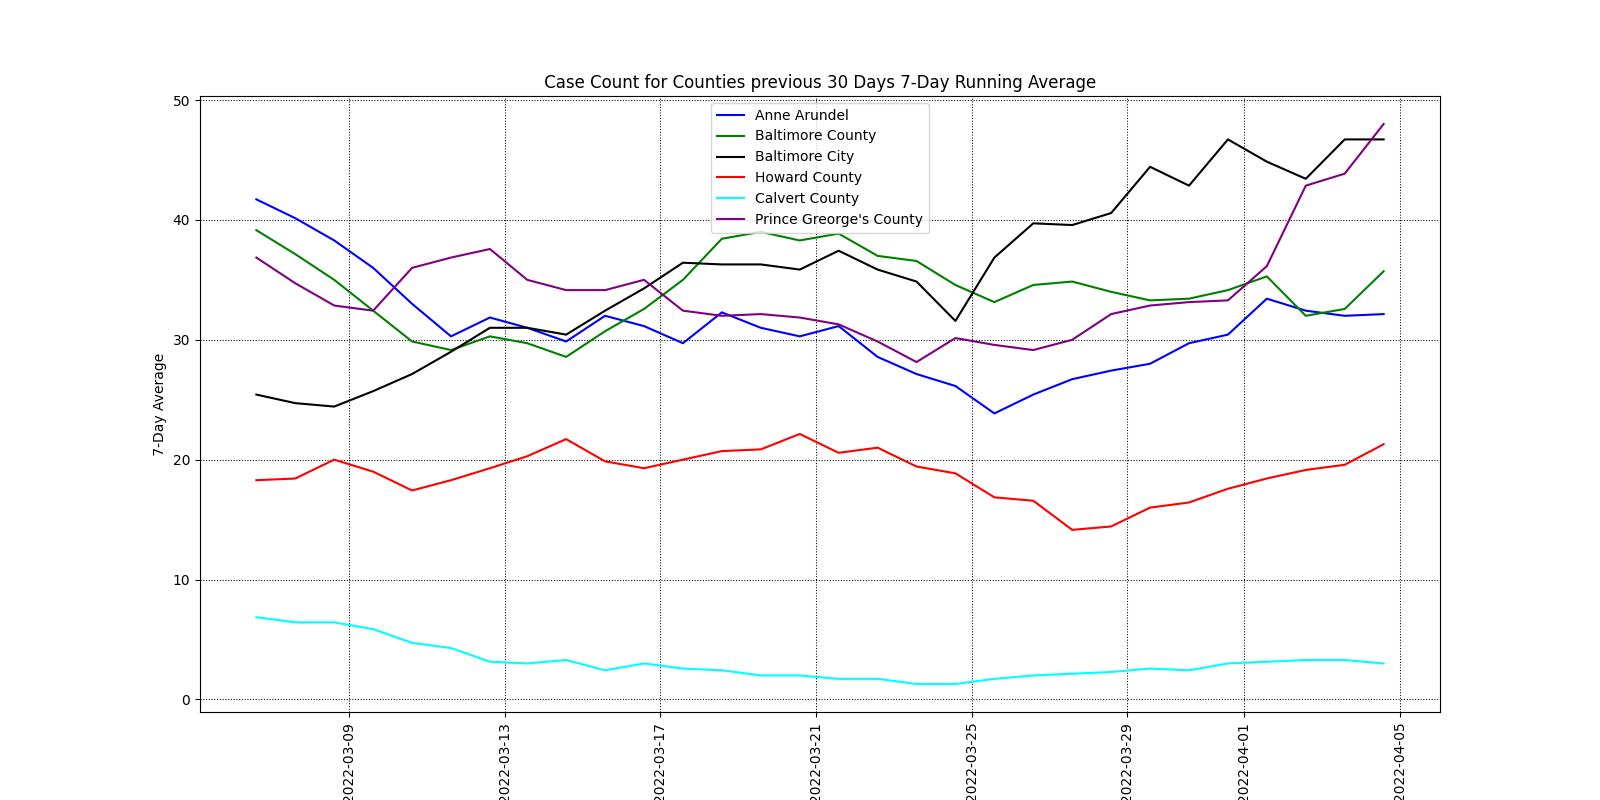 Case Count for Counties previous 30 Days 7-Day Running Average
50
40
30
20
10
0
7-Day Average
Anne Arundel
Baltimore County
Baltimore City
Howard County
Calvert County
Prince Greorge's County
2022-03-09
2022-03-13
2022-03-17
2022-03-21
2022-03-25
2022-03-29
2022-04-01
2022-04-05